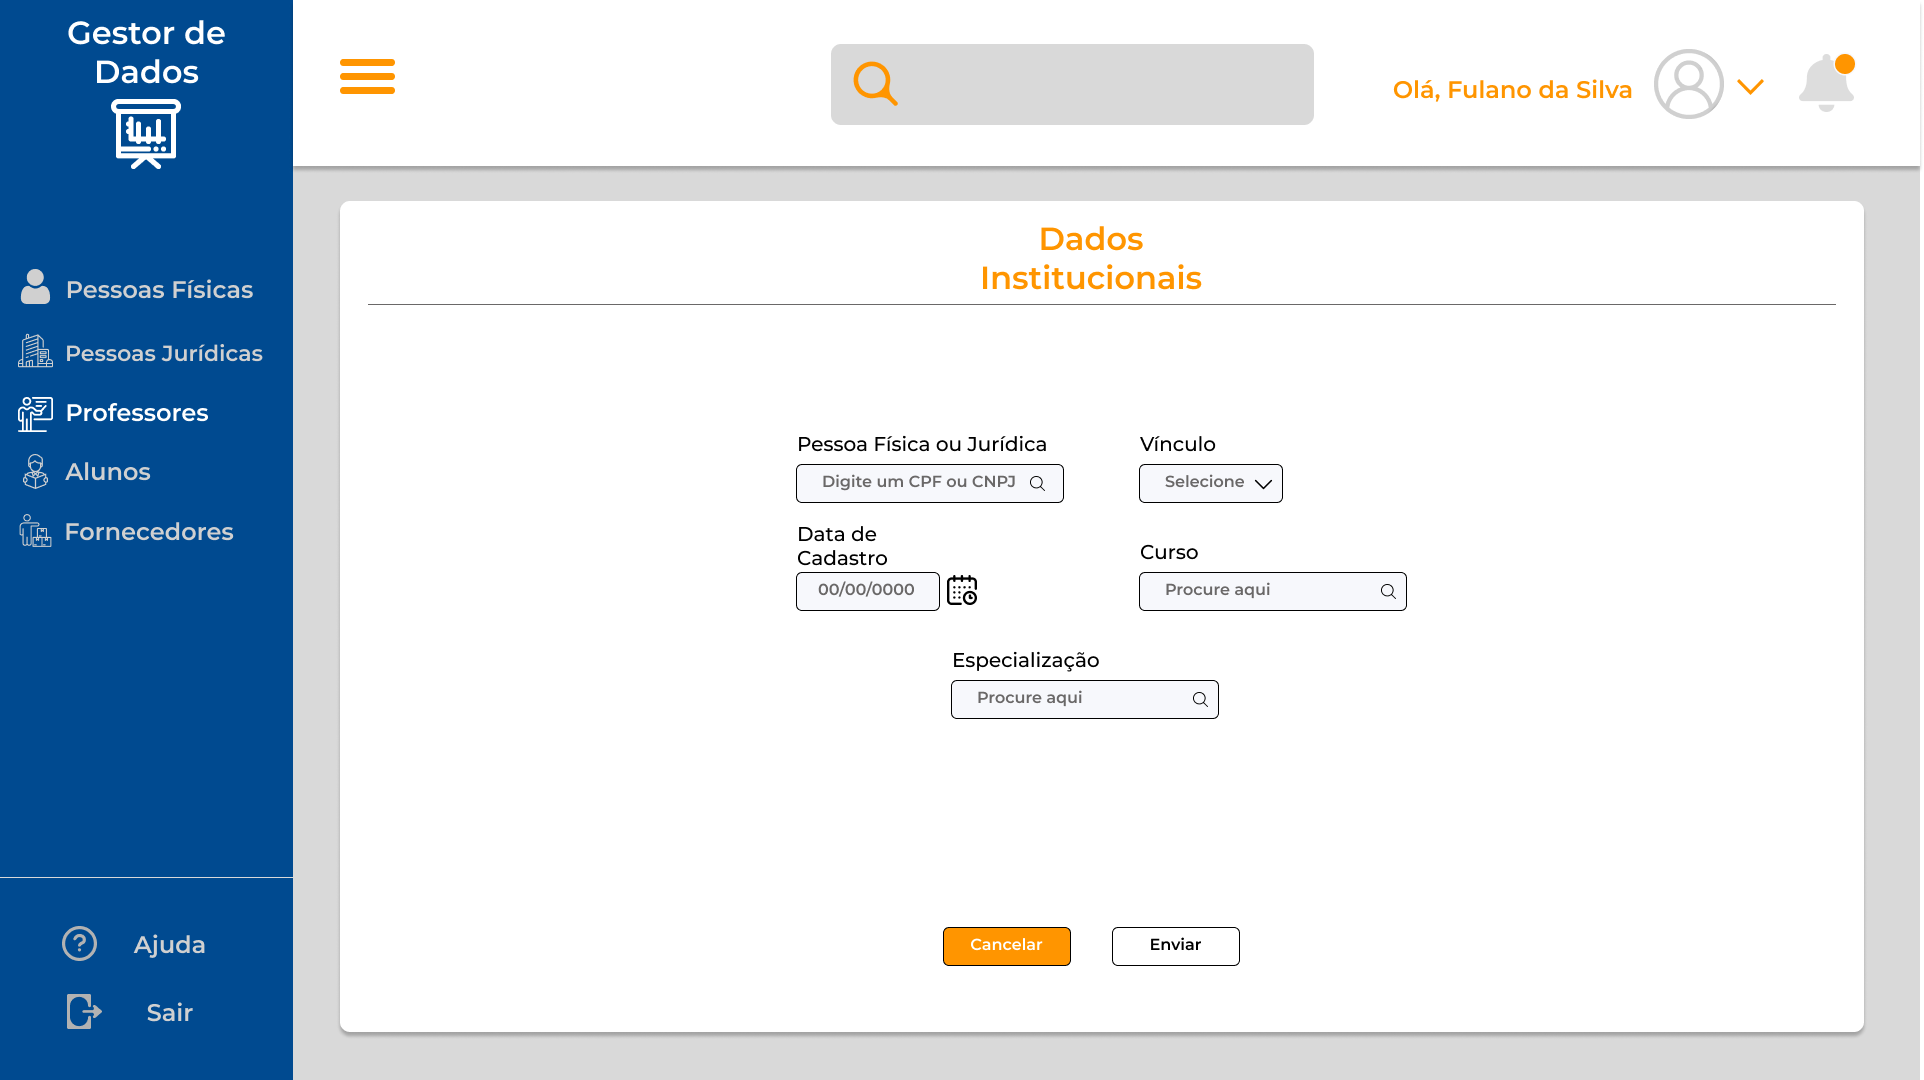 Gestor de
Dados
Pessoas Físicas
Pessoas Jurídicas
Professores
Alunos
Fornecedores
Ajuda
Sair
Olá, Fulano da Silva
Dados
Institucionais
Pessoa Física ou Jurídica
Digite um CPF ou CNPJ
Vínculo
Selecione
Data de
Cadastro
00/00/0000
Curso
Procure aqui
Especialização
Procure aqui
Cancelar
Enviar